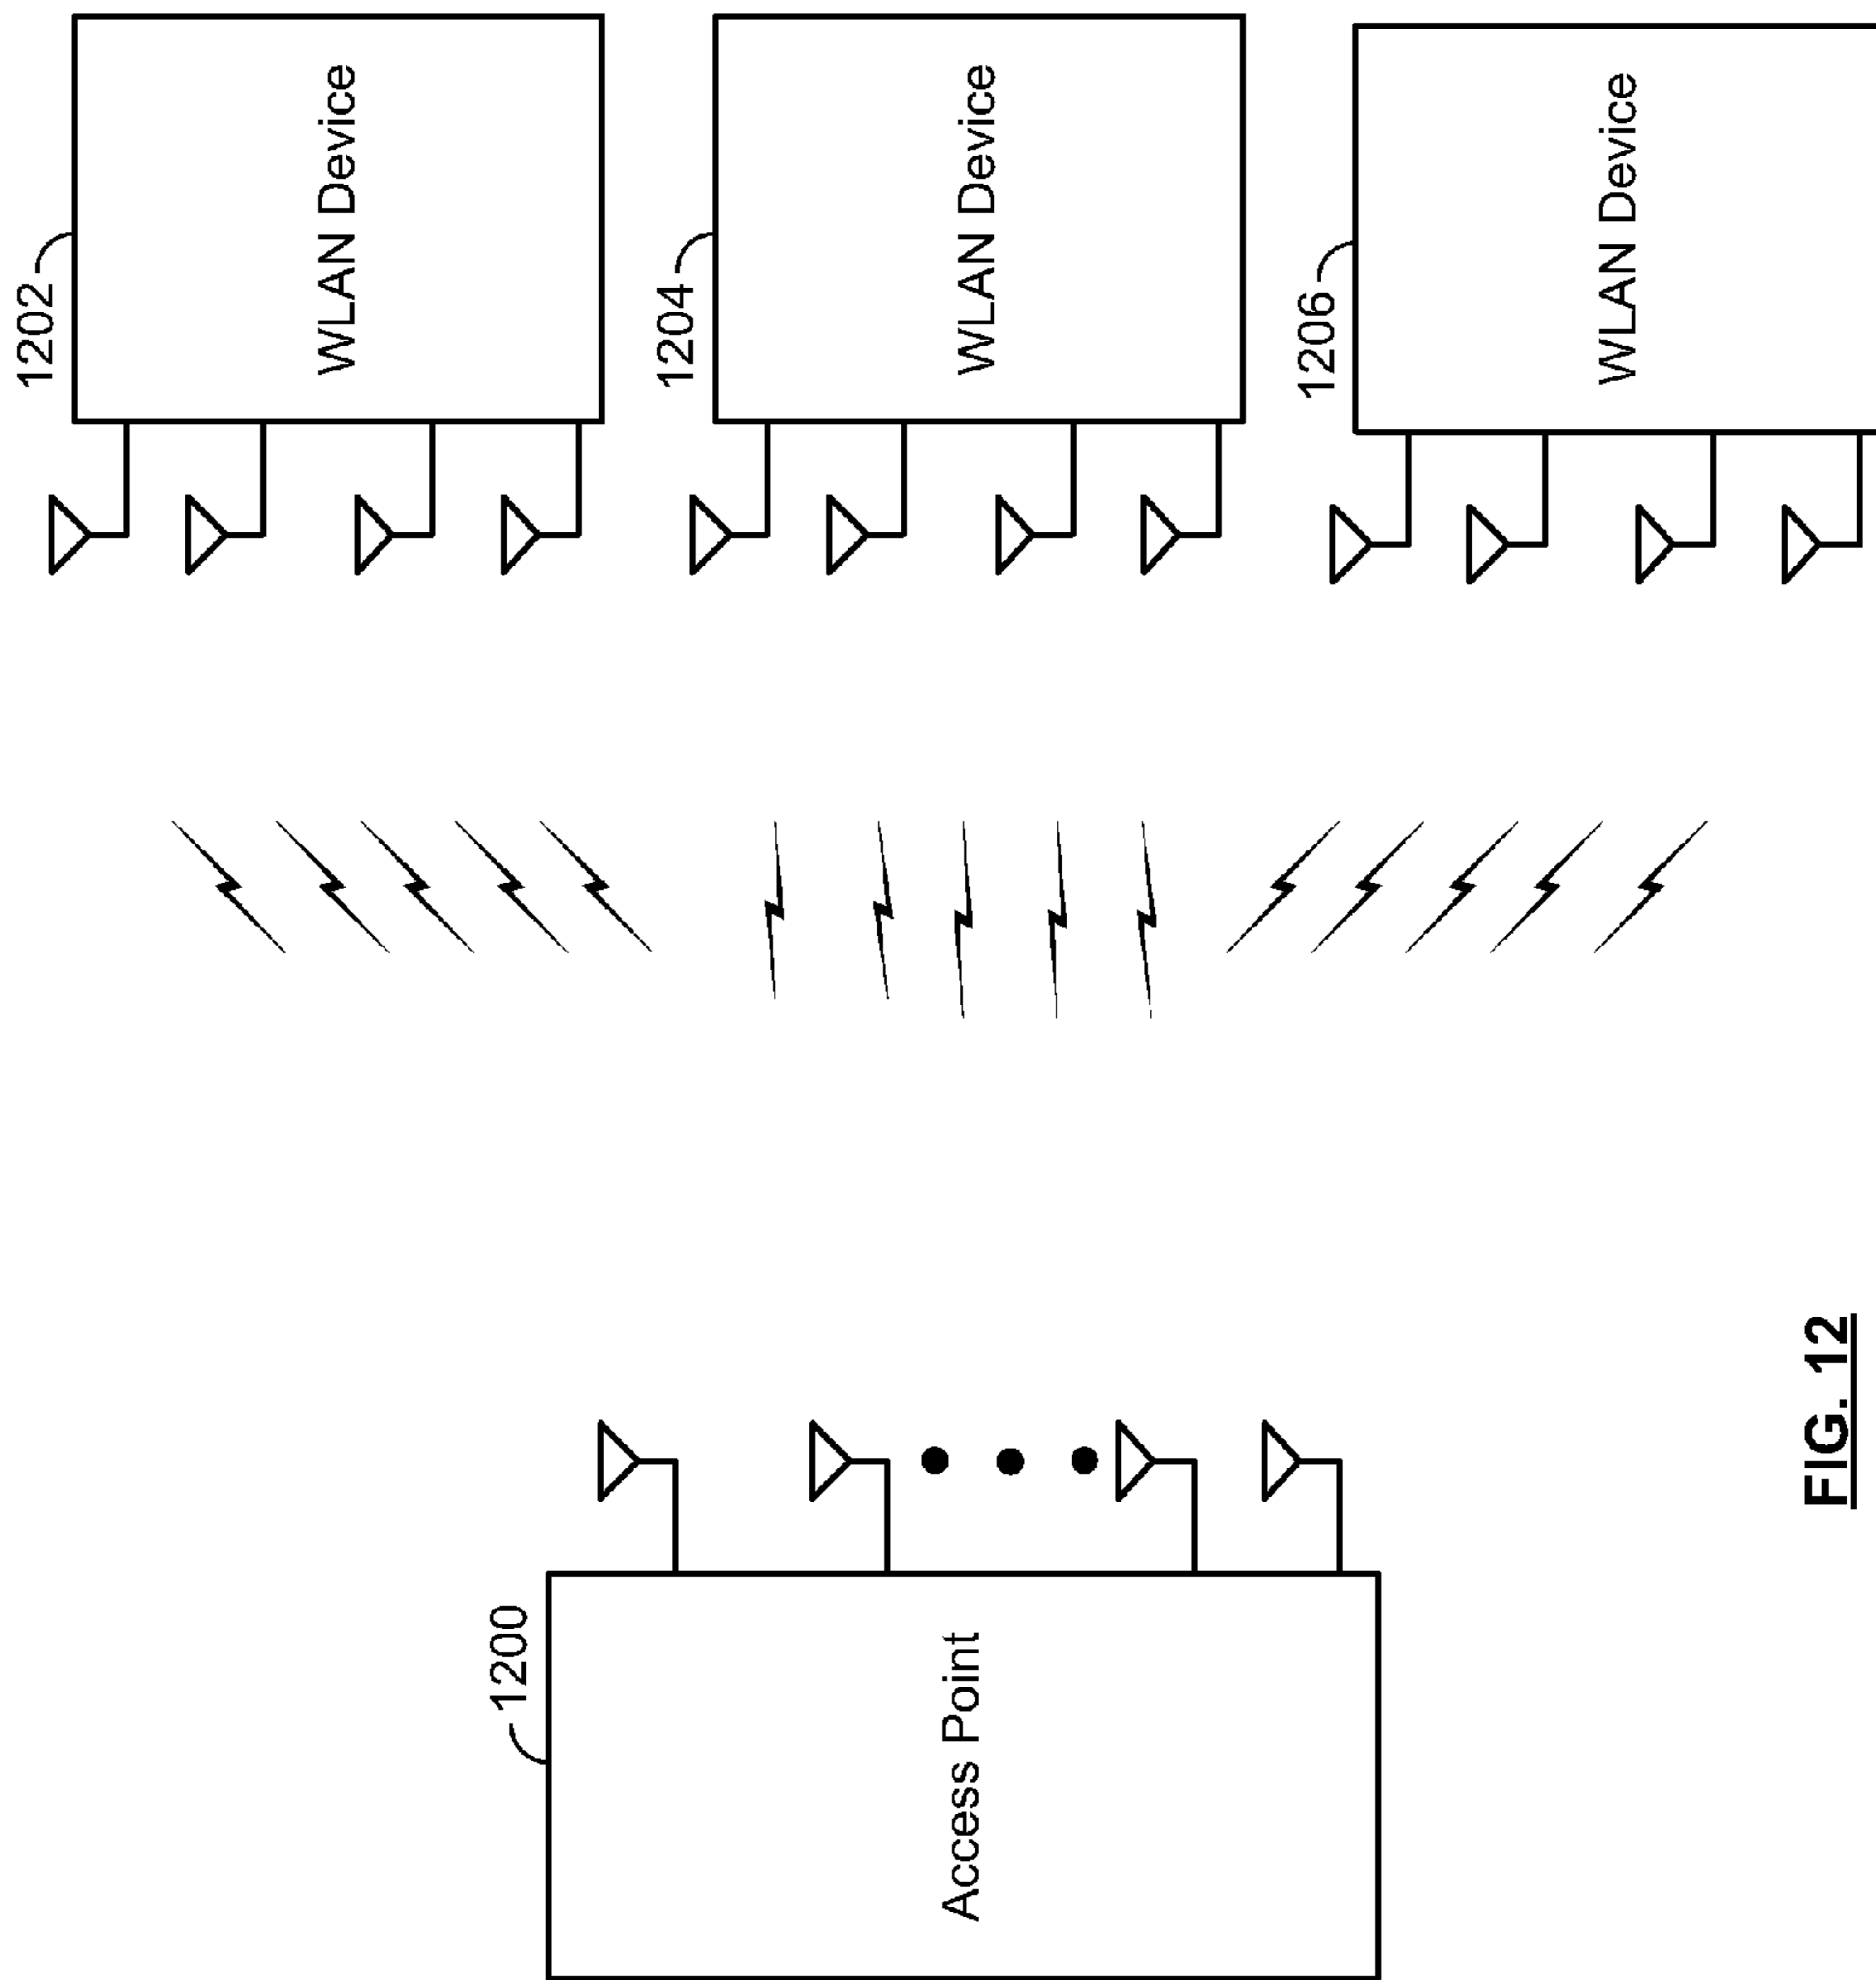 1202
WLAN Device
1204
WLAN Device
1206
WLAN Device
1200
Access Point
FIG. 12